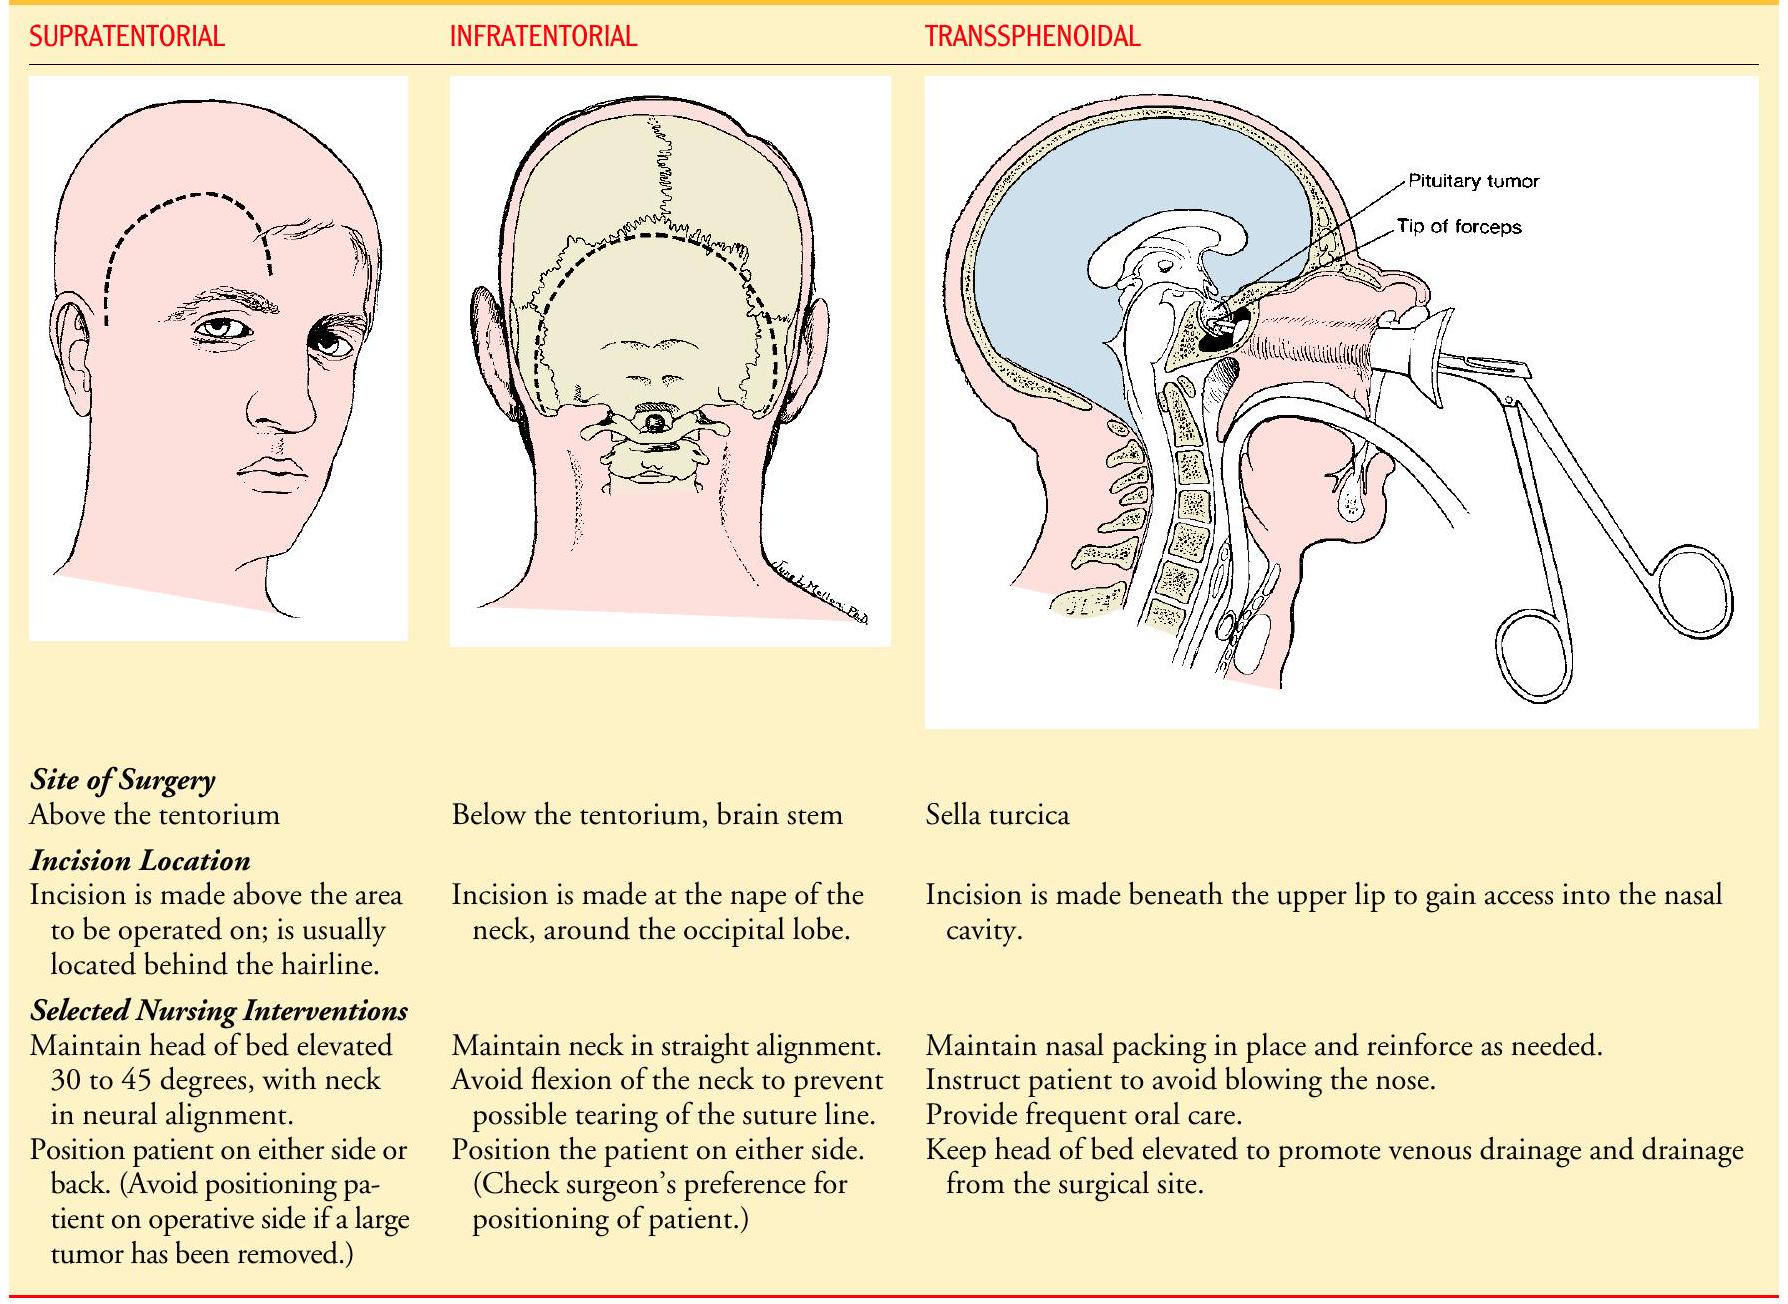 SUPRATENTORIAL
INFRATENTORIAL
TRANSSPHENOIDAL
Pituitary tumor
Tip of forceps
Site of Surgery
Above the tentorium
Below the tentorium, brain stem
Sella turcica
Incision Location
Incision is made above the area
to be operated on; is usually
located behind the hairline.
Incision is made at the nape of the
neck, around the occipital lobe.
Incision is made beneath the upper lip to gain access into the nasal
cavity.
Selected Nursing Interventions
Maintain head of bed elevated
30 to 45 degrees, with neck
in neural alignment.
Position patient on either side or
back. (Avoid positioning pa-
tient on operative side if a large
tumor has been removed.)
Maintain neck in straight alignment.
Avoid flexion of the neck to prevent
possible tearing of the suture line.
Position the patient on either side.
(Check surgeon's preference for
positioning of patient.)
Maintain nasal packing in place and reinforce as needed.
Instruct patient to avoid blowing the nose.
Provide frequent oral care.
Keep head of bed elevated to promote venous drainage and drainage
from the surgical site.